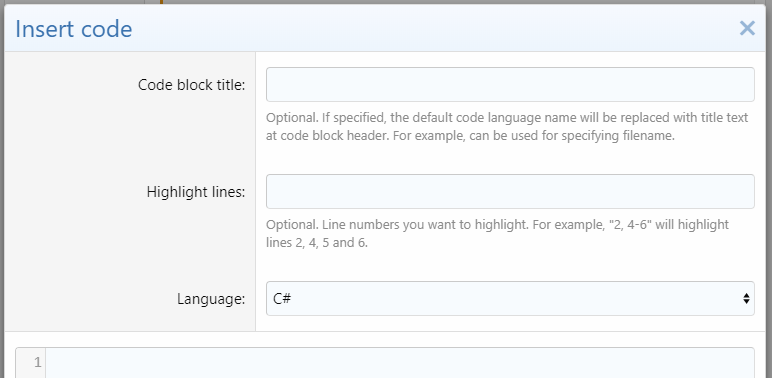 Insert code
Code block title:
Optional. If specified, the default code language name will be replaced with title text
at code block header. For example, can be used for specifying filename.
Highlight lines:
Optional. Line numbers you want to highlight. For example, "2, 4-6" will highlight
lines 2, 4, 5 and 6.
Language:
C#
1